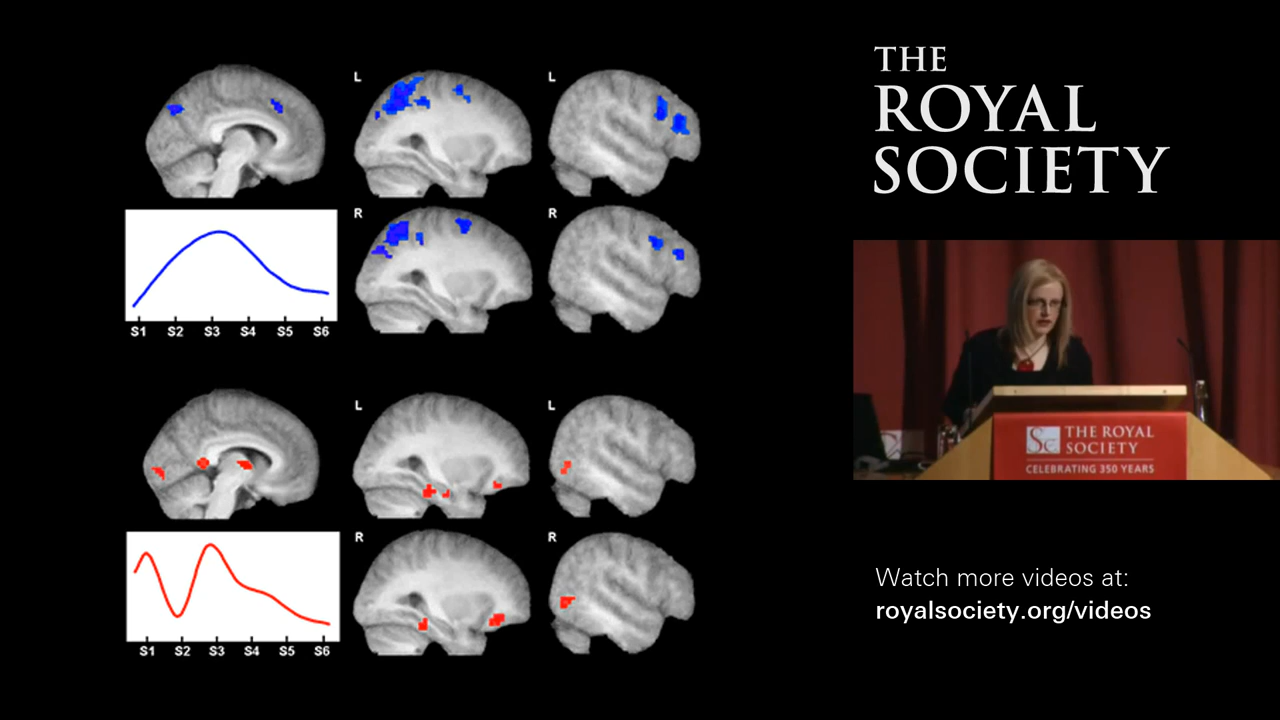 L
L
R
R
S1 S2 S3 S4 S5 S6
L
L
R
R
S1 S2 S3 S4 S5 S6
THE
ROYAL
SOCIETY
Sc
THE ROYAL
SOCIETY
CELEBRATING 350 YEARS
Watch more videos at:
royalsociety.org/videos